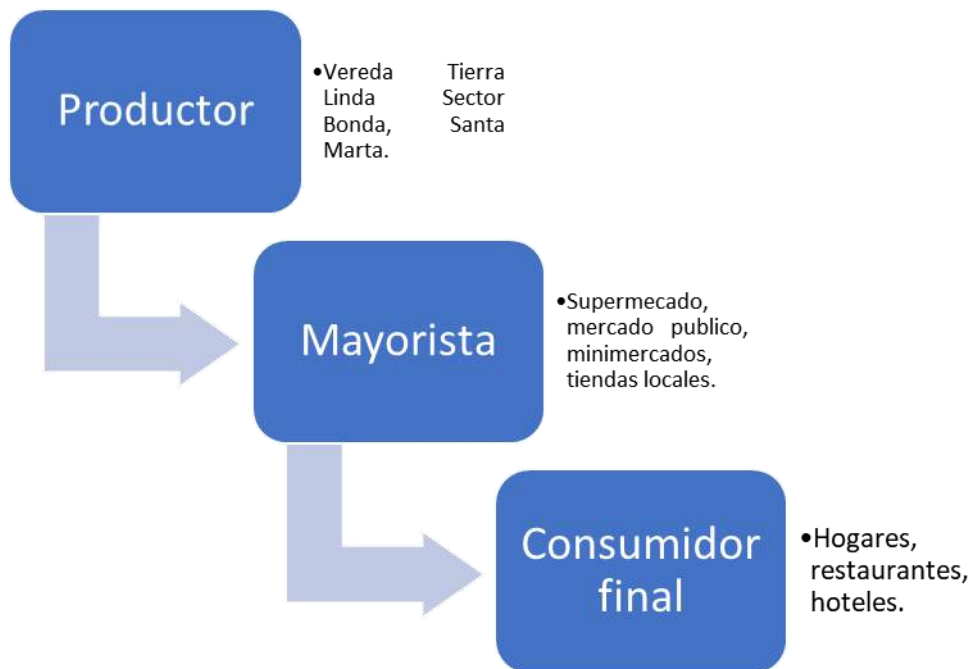 Productor
•Vereda Tierra
Linda Sector
Bonda, Santa
Marta.
Mayorista
•Supermecado,
mercado publico,
minimercados,
tiendas locales.
Consumidor
final
•Hogares,
restaurantes,
hoteles.